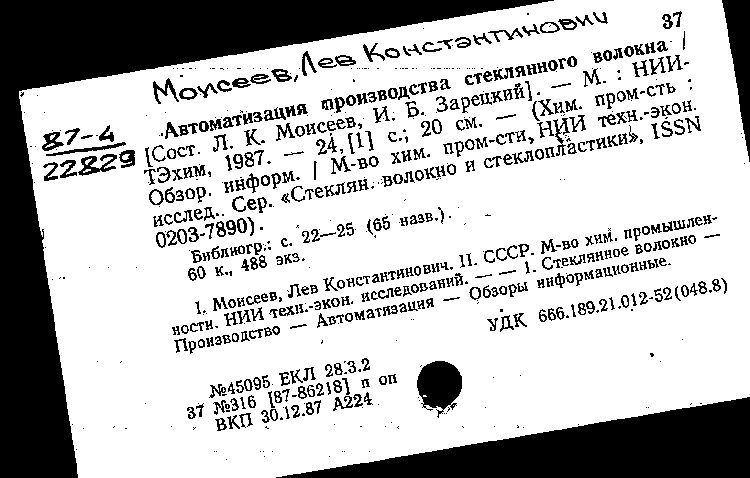 Моисеев, Лев Константинович
37
87-4
22829
Автоматизация производства стеклянного волокна /
[Сост. Л. К. Моисеев, И. Б. Зарецкий]. — М. : НИИ-
ТЭхим, 1987. — 24, [1] с.; 20 см. — (Хим. пром-сть :
Обзор. информ. / М-во хим. пром-сти, НИИ техн.-экон.
исслед.. Сер. «Стеклян. волокно и стеклопластики», ISSN
0203-7890).
Библиогр.: с. 22—25 (65 назв.).
60 к., 488 экз.
I. Моисеев, Лев Константинович. II. СССР. М-во хим. промышлен-
ности. НИИ техн.-экон. исследований. — — 1. Стеклянное волокно —
Производство — Автоматизация — Обзоры информационные.
УДК 666.189.21.012-52(048.8)
№45095 ЕКЛ 28.3.2
37 №316 [87-86218] п оп
ВКП 30.12.87 А224